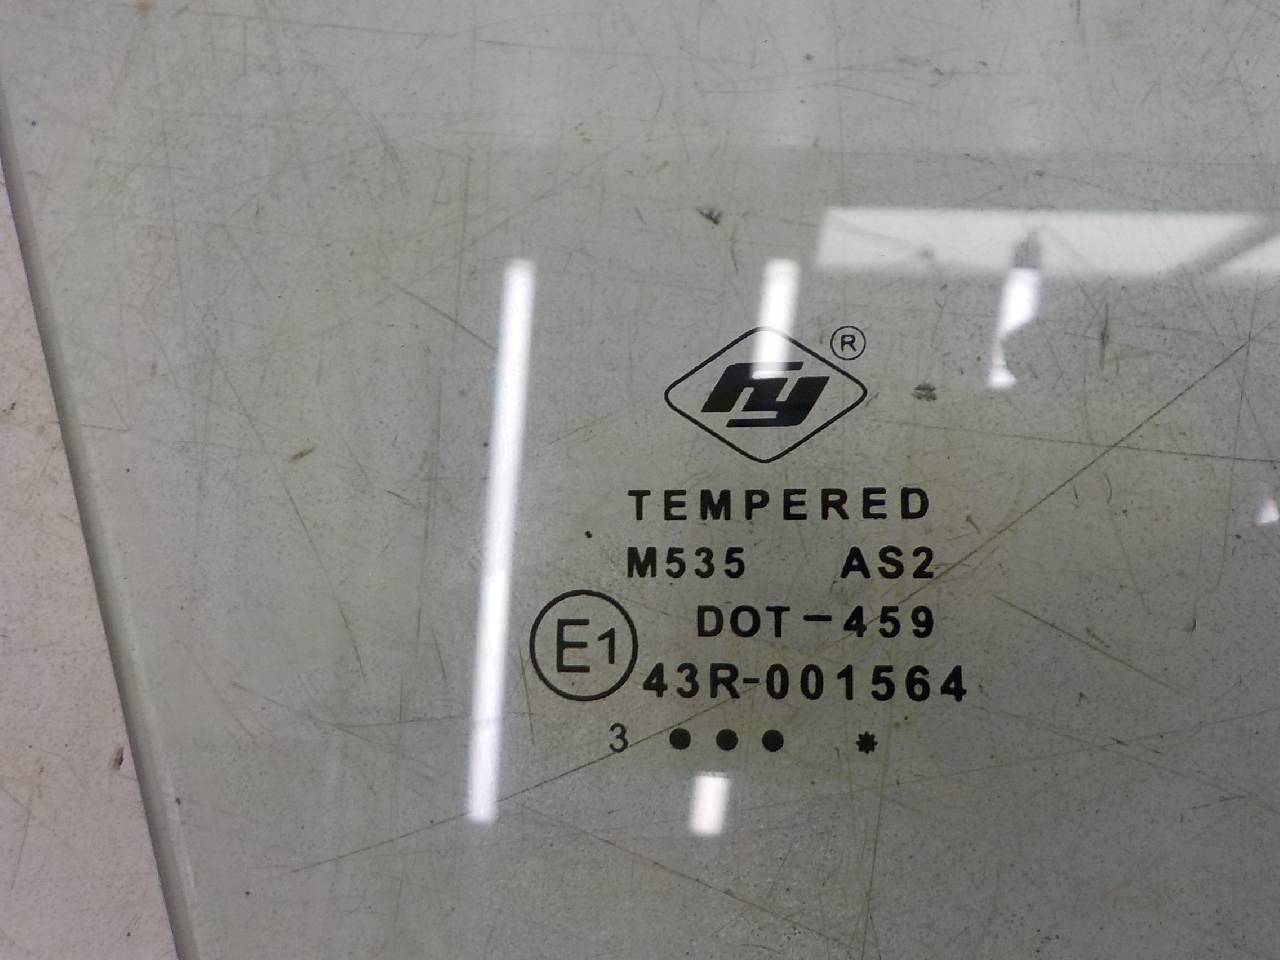 fy ®
TEMPERED
M535 AS2
DOT-459
E1
43R-001564
3 ●●● *